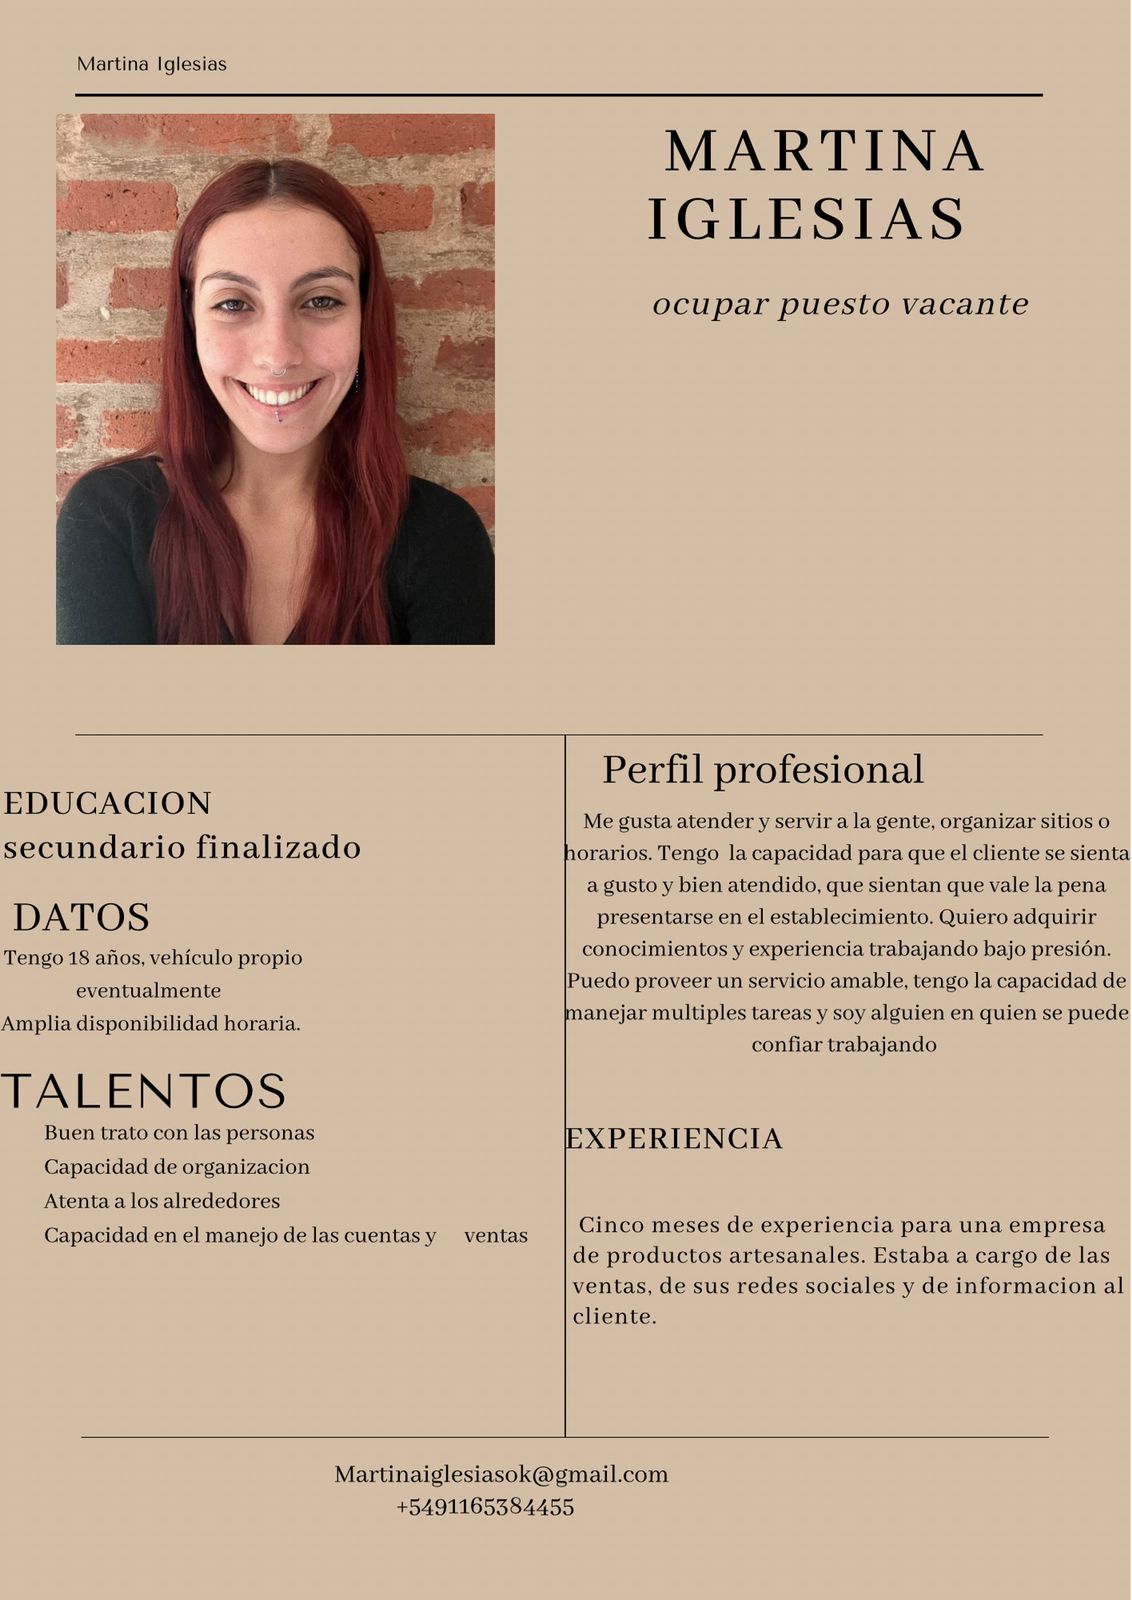 Martina Iglesias
MARTINA
IGLESIAS
ocupar puesto vacante
EDUCACION
secundario finalizado
DATOS
Tengo 18 años, vehículo propio
eventualmente
Amplia disponibilidad horaria.
TALENTOS
Buen trato con las personas
Capacidad de organizacion
Atenta a los alrededores
Capacidad en el manejo de las cuentas y ventas
Perfil profesional
Me gusta atender y servir a la gente, organizar sitios o
horarios. Tengo la capacidad para que el cliente se sienta
a gusto y bien atendido, que sientan que vale la pena
presentarse en el establecimiento. Quiero adquirir
conocimientos y experiencia trabajando bajo presión.
Puedo proveer un servicio amable, tengo la capacidad de
manejar multiples tareas y soy alguien en quien se puede
confiar trabajando
EXPERIENCIA
Cinco meses de experiencia para una empresa
de productos artesanales. Estaba a cargo de las
ventas, de sus redes sociales y de informacion al
cliente.
Martinaiglesiasok@gmail.com
+5491165384455